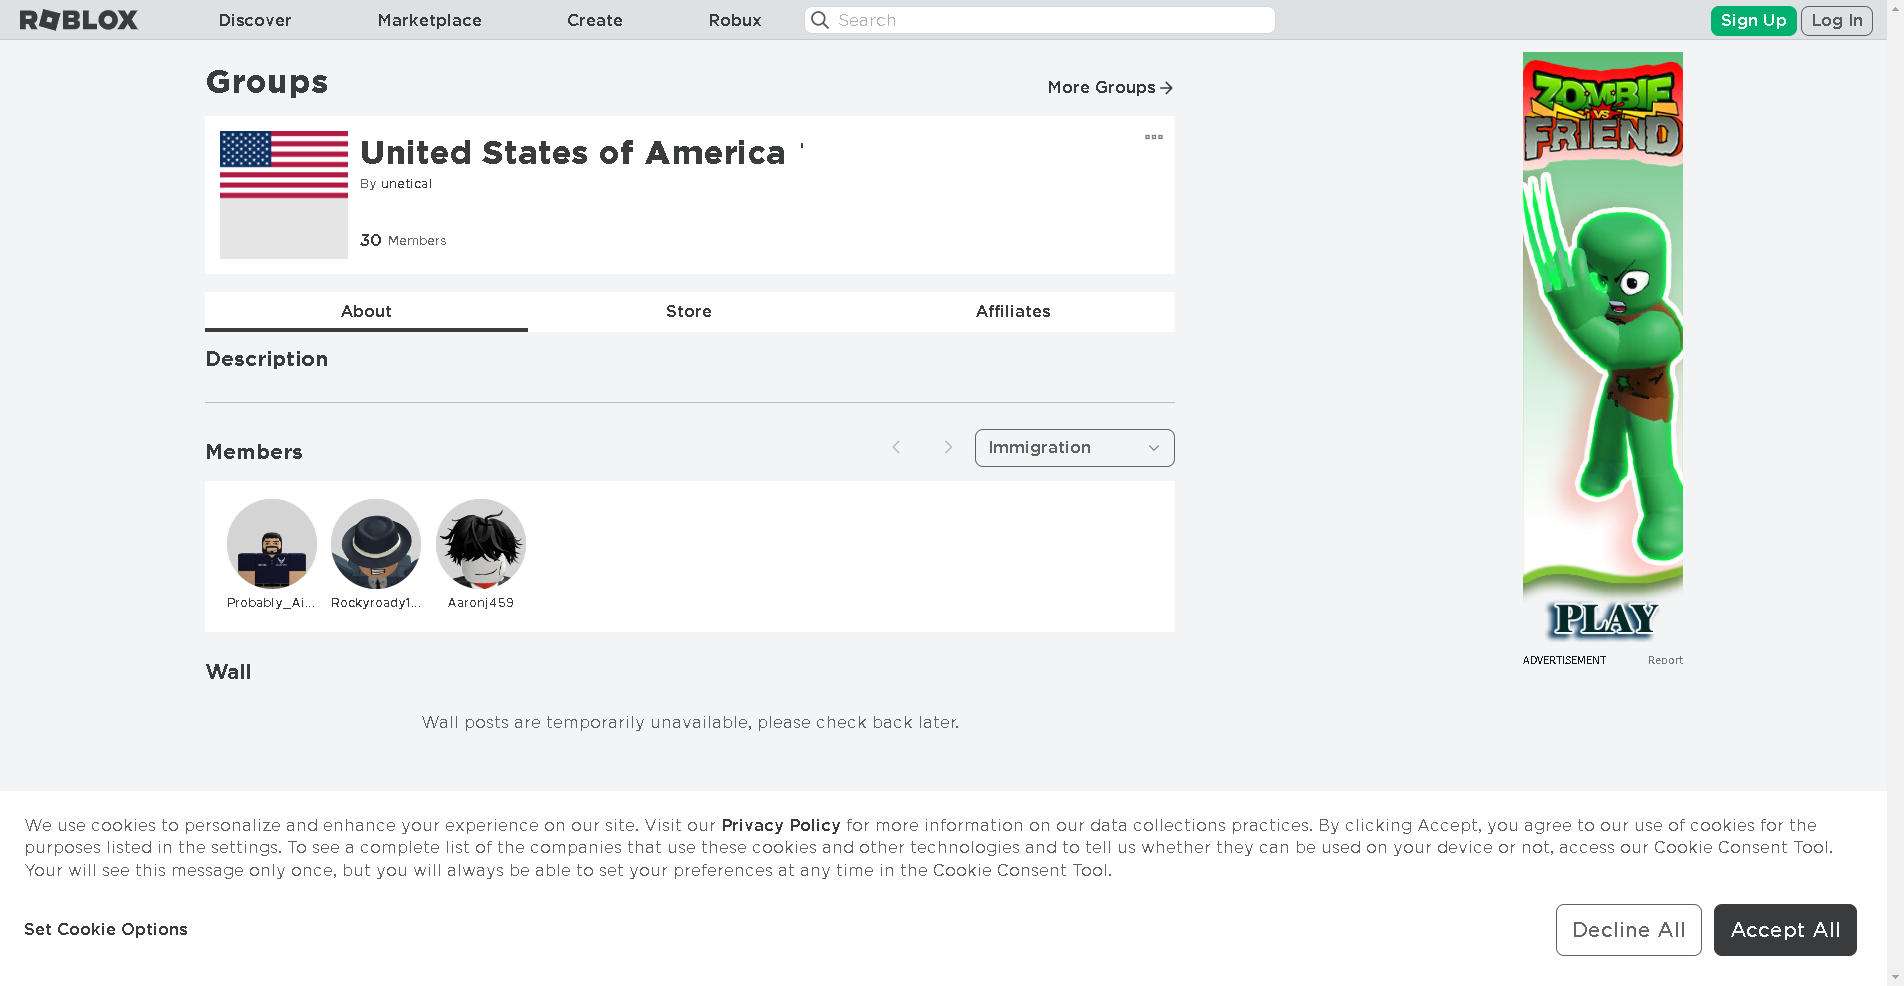 ROBLOX
Discover
Marketplace
Create
Robux
Search
Sign Up
Log In
Groups
More Groups
United States of America '
By unetical
30 Members
About
Store
Affiliates
Description
Members
Immigration
Probably_Ai...
Rockyroady1...
Aaronj459
Wall
Wall posts are temporarily unavailable, please check back later.
ZOMBIE
VS
FRIEND
PLAY
ADVERTISEMENT
Report
We use cookies to personalize and enhance your experience on our site. Visit our Privacy Policy for more information on our data collections practices. By clicking Accept, you agree to our use of cookies for the
purposes listed in the settings. To see a complete list of the companies that use these cookies and other technologies and to tell us whether they can be used on your device or not, access our Cookie Consent Tool.
Your will see this message only once, but you will always be able to set your preferences at any time in the Cookie Consent Tool.
Set Cookie Options
Decline All
Accept All